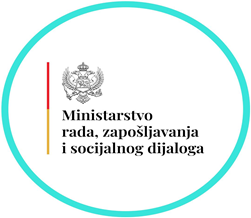 Ministarstvo
rada, zapošljavanja
i socijalnog dijaloga